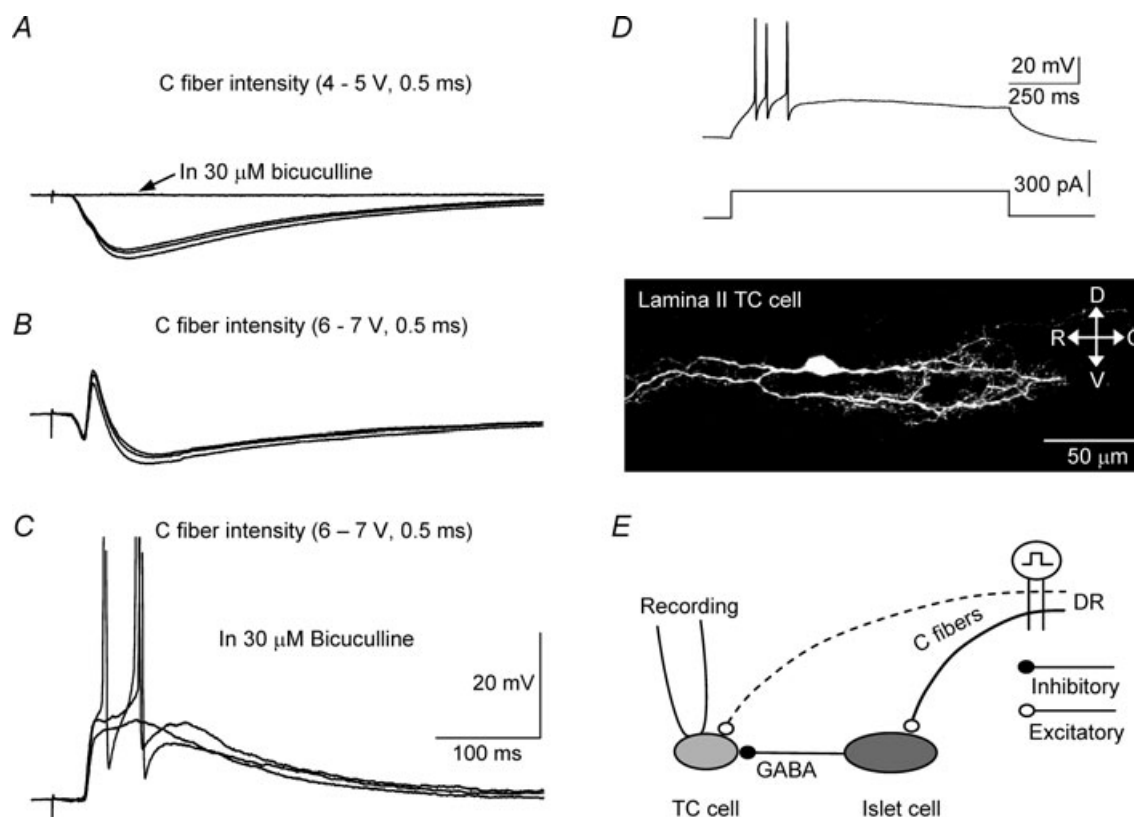 A
C fiber intensity (4 - 5 V, 0.5 ms)
In 30 μM bicuculline
B
C fiber intensity (6 - 7 V, 0.5 ms)
C
C fiber intensity (6 – 7 V, 0.5 ms)
In 30 μM Bicuculline
20 mV
100 ms
D
20 mV
250 ms
300 pA
Lamina II TC cell
D
R
C
V
50 μm
E
Recording
C fibers
DR
Inhibitory
Excitatory
GABA
TC cell
Islet cell